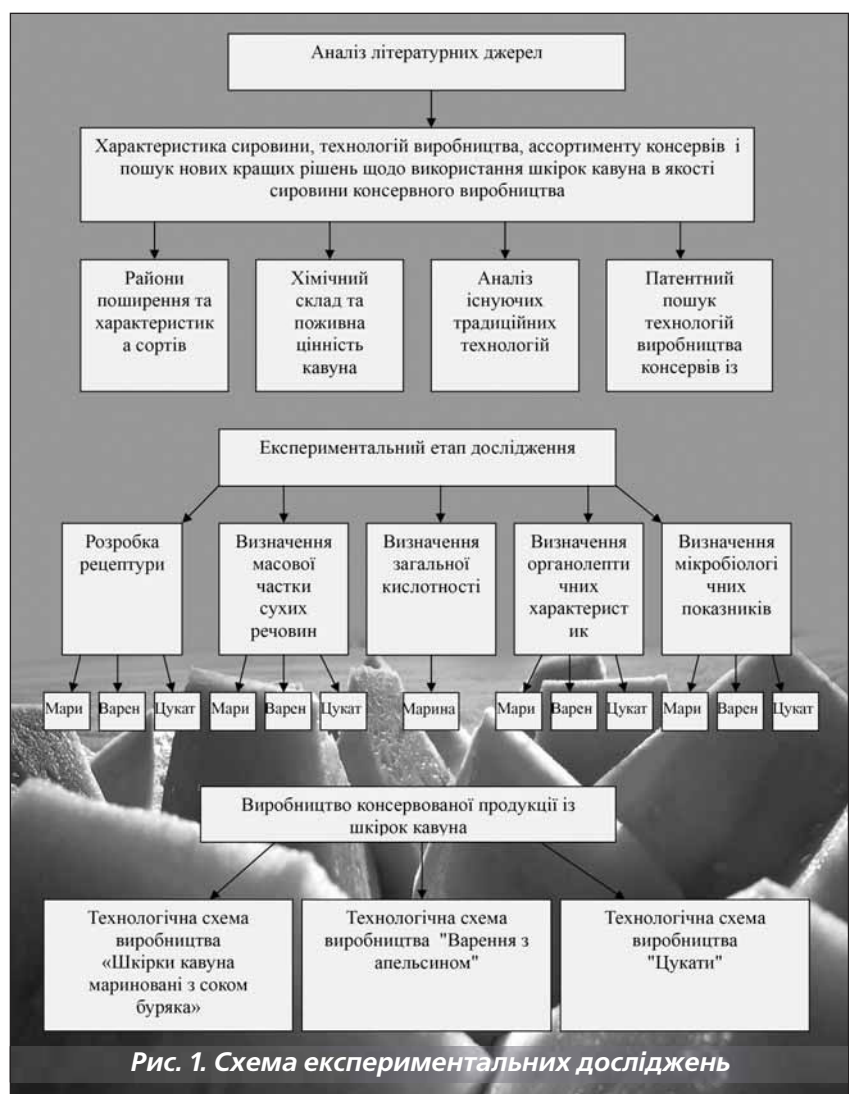 Аналіз літературних джерел
Характеристика сировини, технологій виробництва, ассортименту консервів і
пошук нових кращих рішень щодо використання шкірок кавуна в якості
сировини консервного виробництва
Райони
поширення та
характеристик
а сортів
Хімічний
склад та
поживна
цінність
кавуна
Аналіз
існуючих
традиційних
технологій
Патентний
пошук
технологій
виробництва
консервів із
Експериментальний етап дослідження
Розробка
рецептури
Визначення
масової
частки
сухих
речовин
Визначення
загальної
кислотності
Визначення
органолепти
чних
характерист
ик
Визначення
мікробіологі
чних
показників
Мари
Варен
Цукат
Мари
Варен
Цукат
Марина
Мари
Варен
Цукат
Мари
Варен
Цукат
Виробництво консервованої продукції із
шкірок кавуна
Технологічна схема
виробництва
«Шкірки кавуна
мариновані з соком
буряка»
Технологічна схема
виробництва "Варення з
апельсином"
Технологічна схема
виробництва
"Цукати"
Рис. 1. Схема експериментальних досліджень